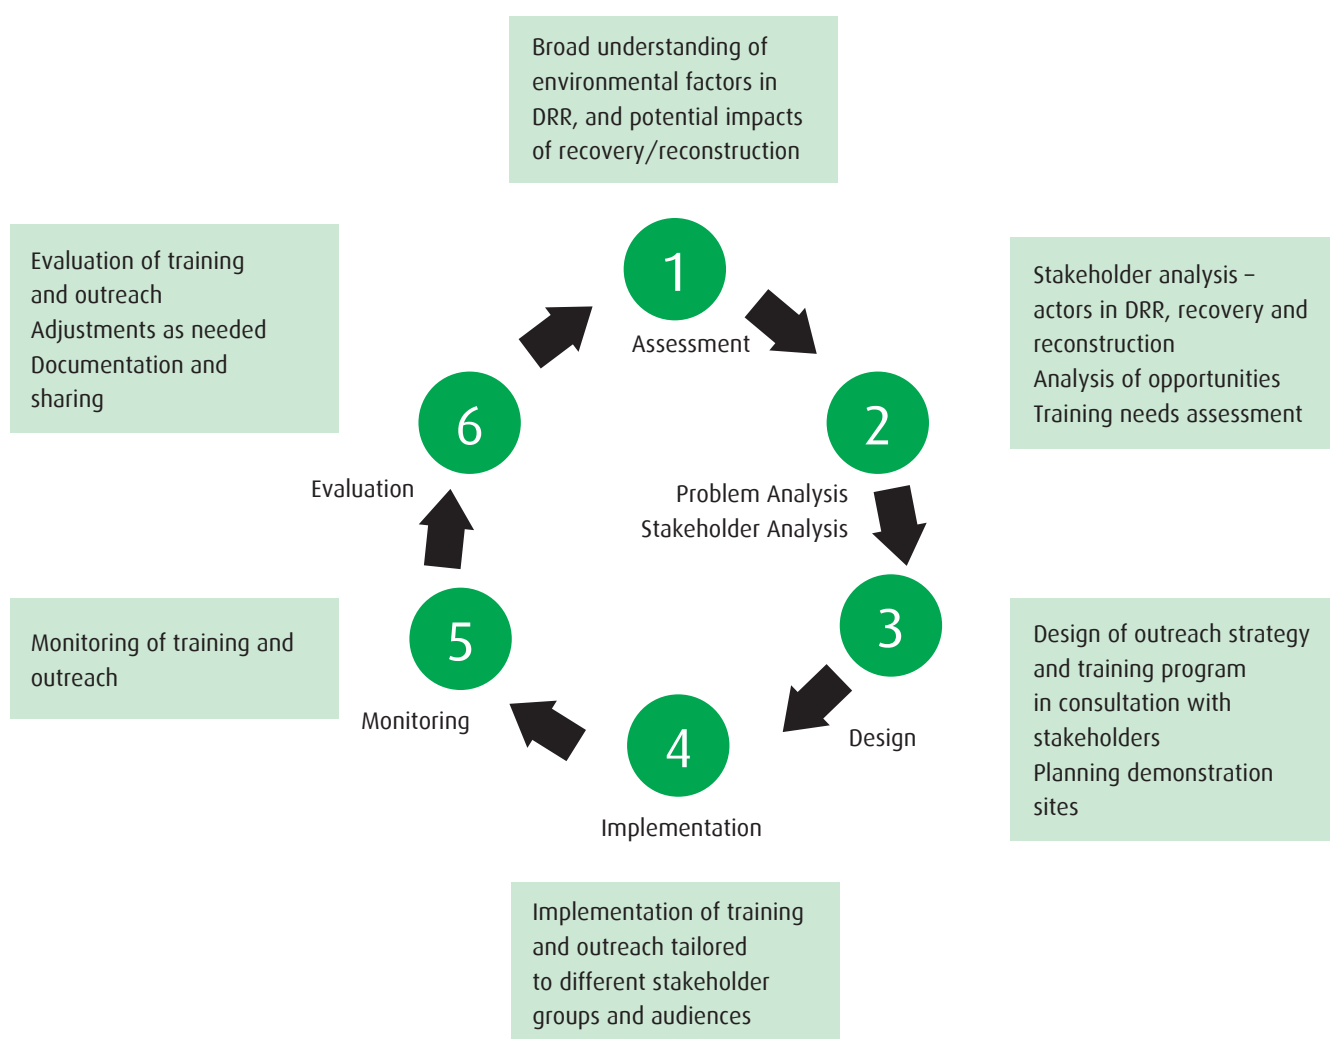 Broad understanding of
environmental factors in
DRR, and potential impacts
of recovery/reconstruction
1
Assessment
2
Problem Analysis
Stakeholder Analysis
Stakeholder analysis –
actors in DRR, recovery and
reconstruction
Analysis of opportunities
Training needs assessment
3
Design
Design of outreach strategy
and training program
in consultation with
stakeholders
Planning demonstration
sites
4
Implementation
Implementation of training
and outreach tailored
to different stakeholder
groups and audiences
5
Monitoring
Monitoring of training and
outreach
6
Evaluation
Evaluation of training
and outreach
Adjustments as needed
Documentation and
sharing